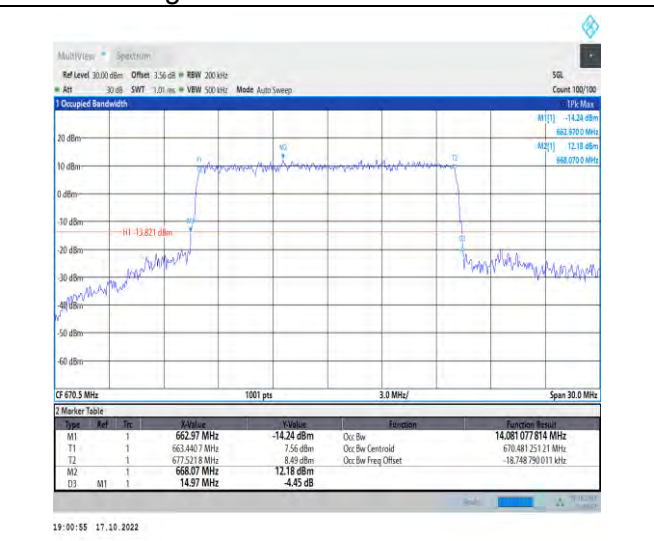 MultiView Spectrum
Ref Level 30.00 dBm Offset 3.56 dB RBW 200 kHz SGL
Att 30 dB SWT 1.01 ms VBW 500 kHz Mode Auto Sweep Count 100/100
1 Occupied Bandwidth 1Pk Max
M1[1] -14.24 dBm
662.9700 MHz
M2[1] 12.18 dBm
668.0700 MHz
20 dBm
M2
T1 T2
10 dBm
0 dBm
-10 dBm
H1 -13.821 dBm
-20 dBm
-30 dBm
-40 dBm
-50 dBm
-60 dBm
CF 670.5 MHz 1001 pts 3.0 MHz/ Span 30.0 MHz
2 Marker Table
Type Ref Trc X-Value Y-Value Function Function Result
M1 1 662.97 MHz -14.24 dBm Occ Bw 14.081 077 814 MHz
T1 1 663.440 7 MHz 7.56 dBm Occ Bw Centroid 670.481 251 21 MHz
T2 1 677.521 8 MHz 8.49 dBm Occ Bw Freq Offset -18.748 790 011 kHz
M2 1 668.07 MHz 12.18 dBm
D3 M1 1 14.97 MHz -4.45 dB
19:00:55 17.10.2022